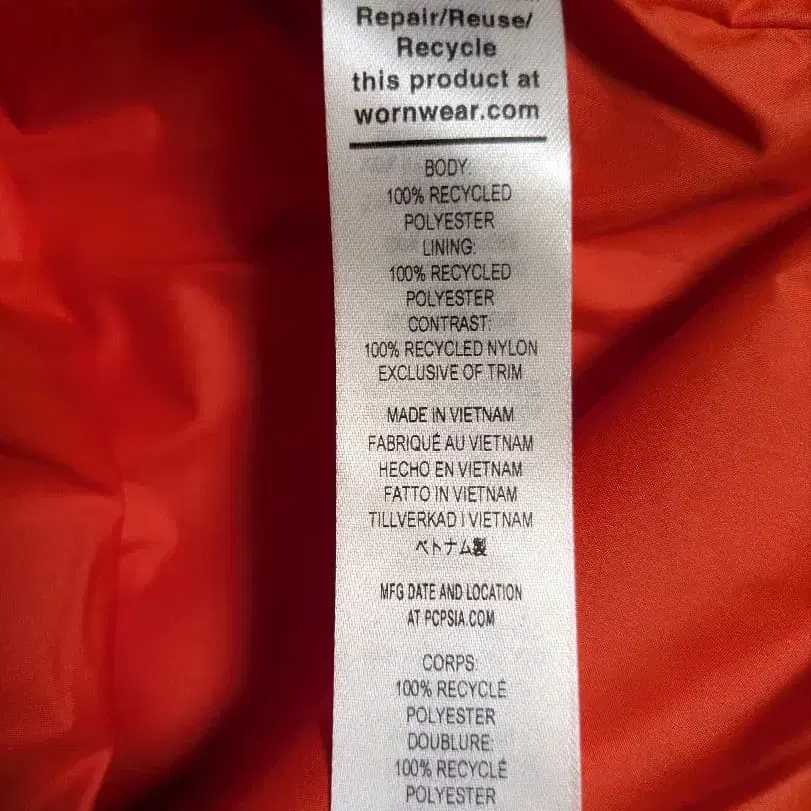 Repair/Reuse/
Recycle
this product at
wornwear.com
BODY:
100% RECYCLED
POLYESTER
LINING:
100% RECYCLED
POLYESTER
CONTRAST:
100% RECYCLED NYLON
EXCLUSIVE OF TRIM
MADE IN VIETNAM
FABRIQUÉ AU VIETNAM
HECHO EN VIETNAM
FATTO IN VIETNAM
TILLVERKAD I VIETNAM
ベトナム製
MFG DATE AND LOCATION
AT PCPSIA.COM
CORPS:
100% RECYCLÉ
POLYESTER
DOUBLURE:
100% RECYCLÉ
POLYESTER